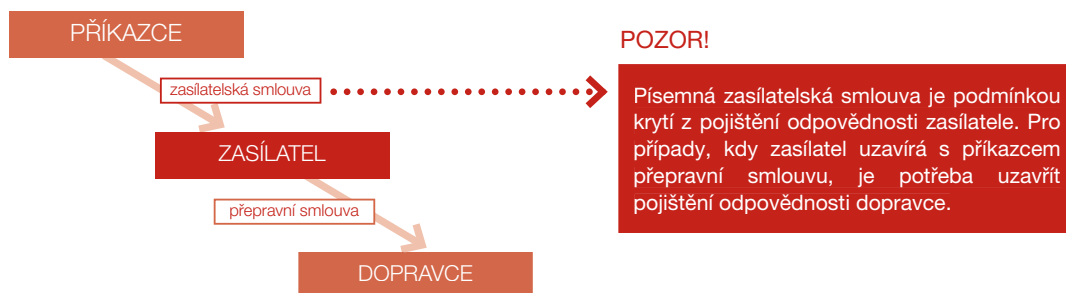 PŘÍKAZCE
zasílatelská smlouva
ZASÍLATEL
přepravní smlouva
DOPRAVCE
POZOR!
Písemná zasílatelská smlouva je podmínkou
krytí z pojištění odpovědnosti zasílatele. Pro
případy, kdy zasílatel uzavírá s příkazcem
přepravní smlouvu, je potřeba uzavřít
pojištění odpovědnosti dopravce.